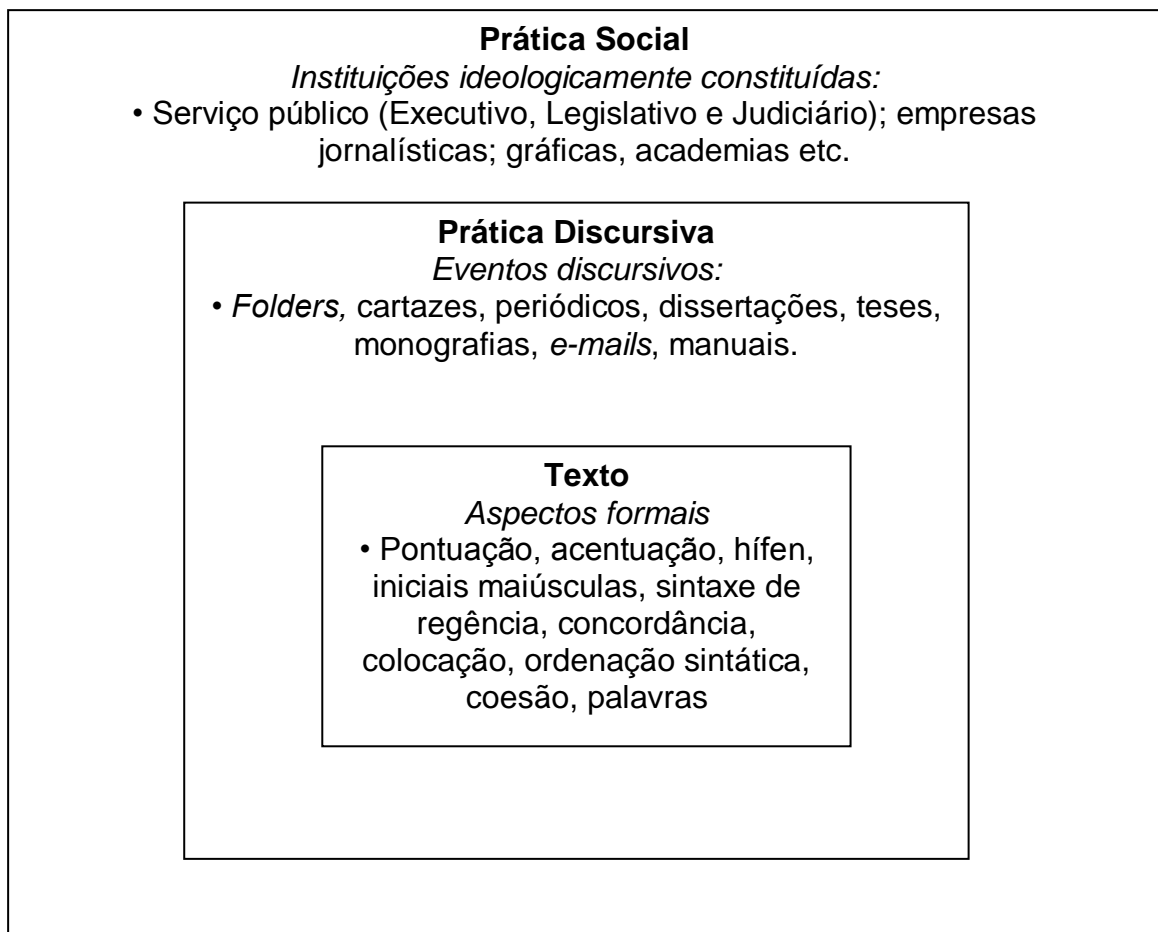 Prática Social
Instituições ideologicamente constituídas:
• Serviço público (Executivo, Legislativo e Judiciário); empresas
jornalísticas; gráficas, academias etc.
Prática Discursiva
Eventos discursivos:
• Folders, cartazes, periódicos, dissertações, teses,
monografias, e-mails, manuais.
Texto
Aspectos formais
• Pontuação, acentuação, hífen,
iniciais maiúsculas, sintaxe de
regência, concordância,
colocação, ordenação sintática,
coesão, palavras